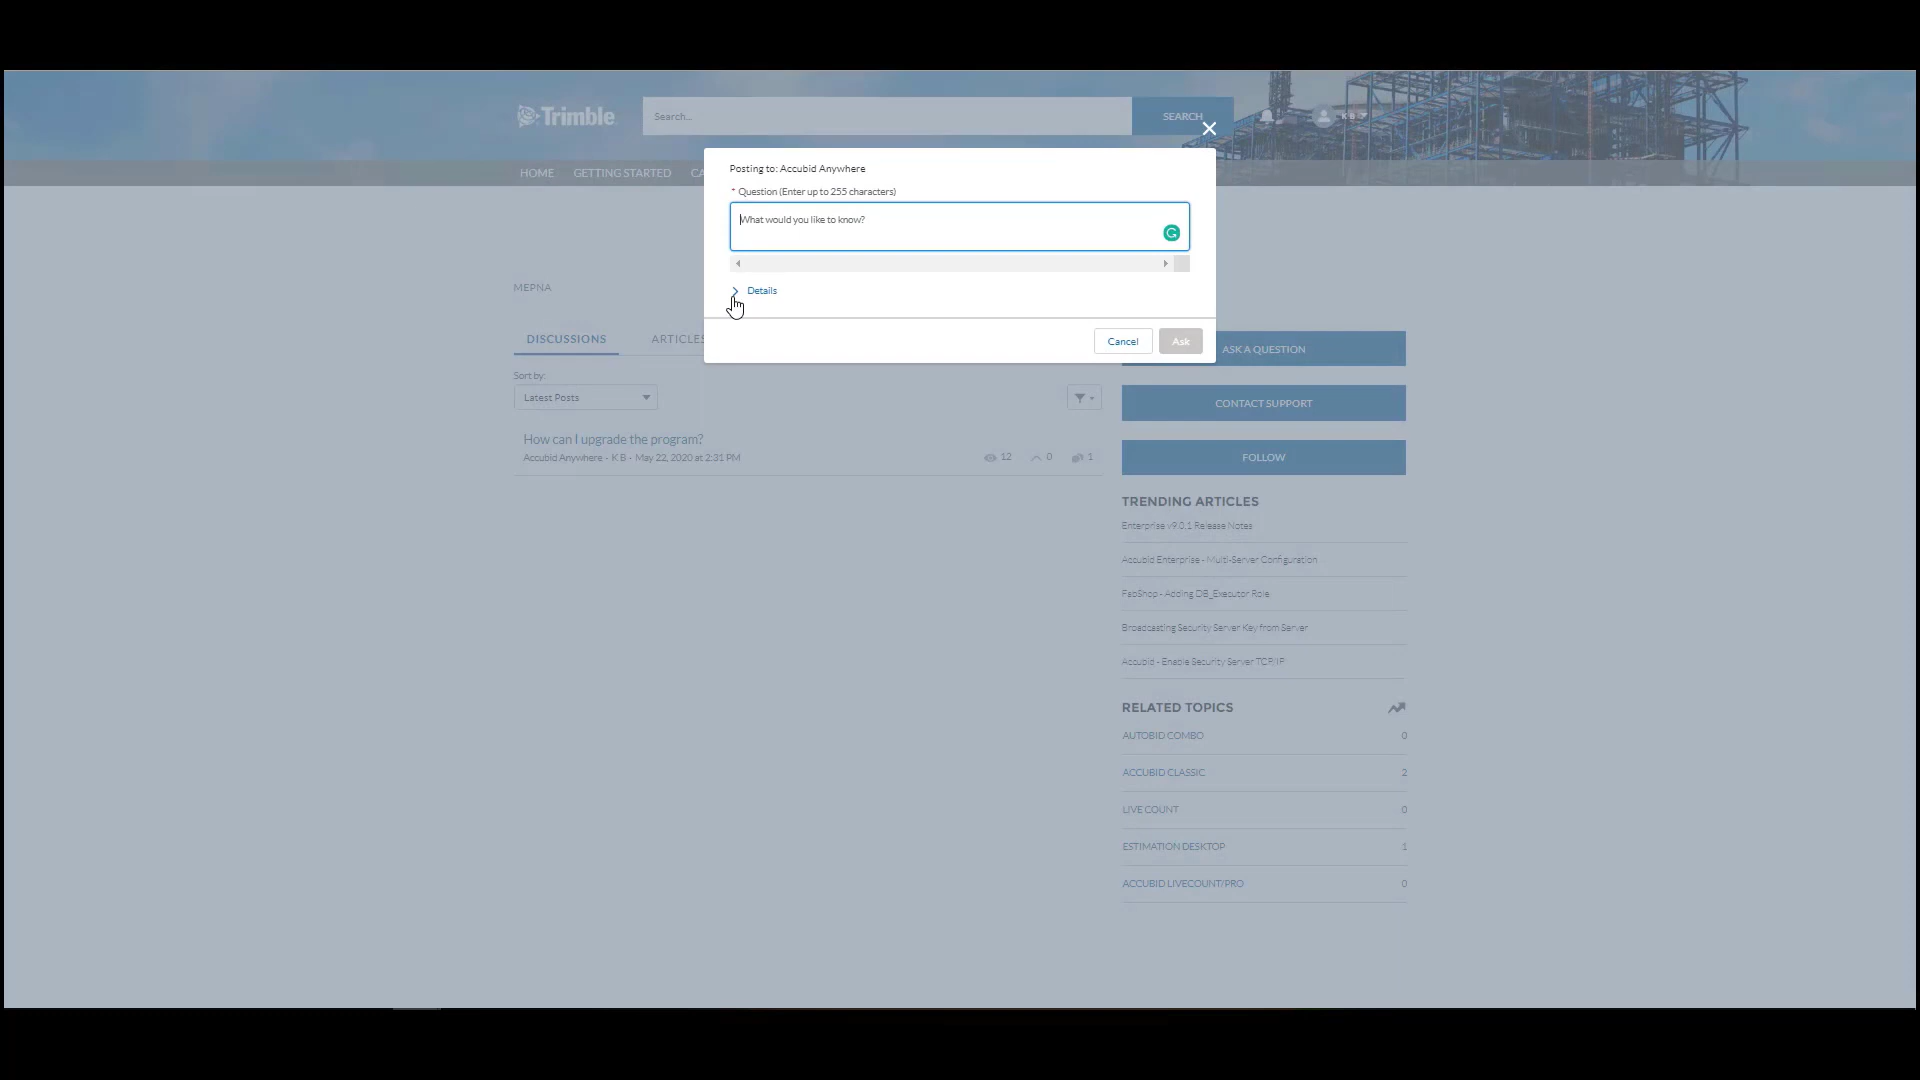 Trimble
Search...
SEARCH
K B
HOME
GETTING STARTED
CA
Posting to: Accubid Anywhere
* Question (Enter up to 255 characters)
What would you like to know?
Details
Cancel
Ask
MEPNA
DISCUSSIONS
ARTICLES
Sort by:
Latest Posts
How can I upgrade the program?
Accubid Anywhere · K B · May 22, 2020 at 2:31 PM
12
0
1
ASK A QUESTION
CONTACT SUPPORT
FOLLOW
TRENDING ARTICLES
Enterprise v9.0.1 Release Notes
Accubid Enterprise - Multi-Server Configuration
FabShop - Adding DB_Executor Role
Broadcasting Security Server Key from Server
Accubid - Enable Security Server TCP/IP
RELATED TOPICS
AUTOBID COMBO 0
ACCUBID CLASSIC 2
LIVE COUNT 0
ESTIMATION DESKTOP 1
ACCUBID LIVECOUNT/PRO 0